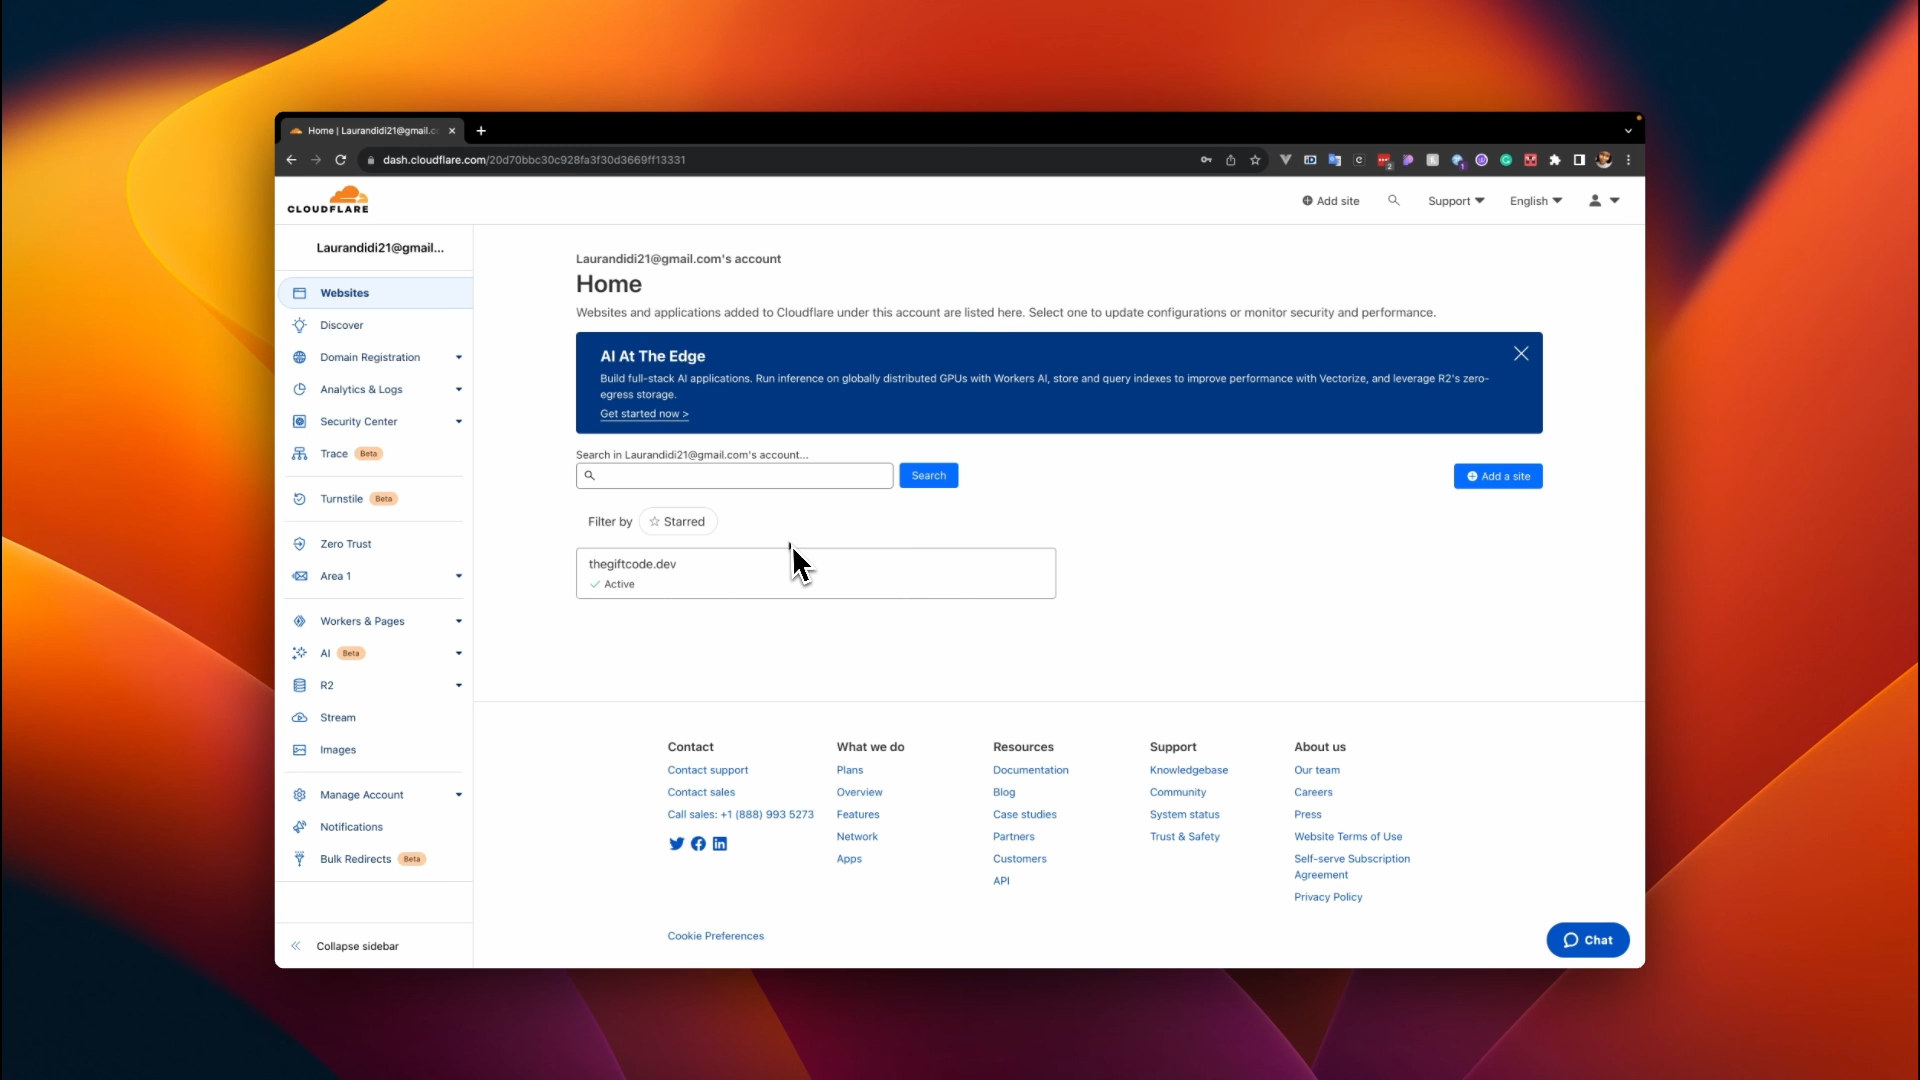 Home | Laurandidi21@gmail.c
dash.cloudflare.com/20d70bbc30c928fa3f30d3669ff13331
CLOUDFLARE
Add site
Support
English
Laurandidi21@gmail...
Websites
Discover
Domain Registration
Analytics & Logs
Security Center
Trace Beta
Turnstile Beta
Zero Trust
Area 1
Workers & Pages
AI Beta
R2
Stream
Images
Manage Account
Notifications
Bulk Redirects Beta
Collapse sidebar
Laurandidi21@gmail.com's account
Home
Websites and applications added to Cloudflare under this account are listed here. Select one to update configurations or monitor security and performance.
AI At The Edge
Build full-stack AI applications. Run inference on globally distributed GPUs with Workers AI, store and query indexes to improve performance with Vectorize, and leverage R2's zero-
egress storage.
Get started now >
Search in Laurandidi21@gmail.com's account...
Search
Add a site
Filter by
Starred
thegiftcode.dev
Active
Contact
Contact support
Contact sales
Call sales: +1 (888) 993 5273
What we do
Plans
Overview
Features
Network
Apps
Resources
Documentation
Blog
Case studies
Partners
Customers
API
Support
Knowledgebase
Community
System status
Trust & Safety
About us
Our team
Careers
Press
Website Terms of Use
Self-serve Subscription
Agreement
Privacy Policy
Cookie Preferences
Chat